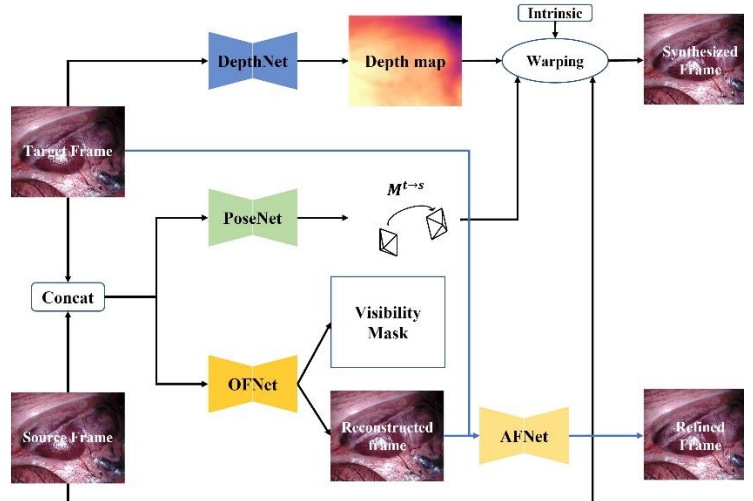 Intrinsic
DepthNet
Depth map
Warping
Synthesized
Frame
Target Frame
M^{t→s}
PoseNet
Concat
Visibility
Mask
OFNet
Source Frame
Reconstructed
frame
AFNet
Refined
Frame